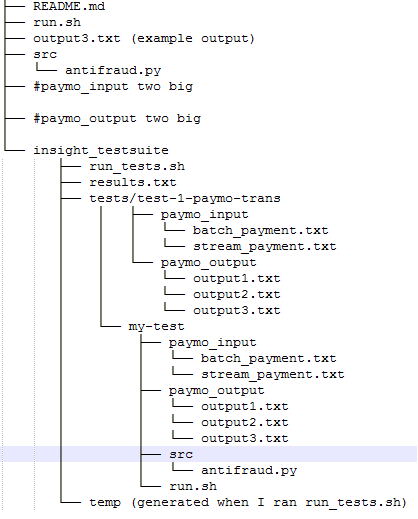 README.md
run.sh
output3.txt (example output)
src
antifraud.py
#paymo_input two big
#paymo_output two big
insight_testsuite
run_tests.sh
results.txt
tests/test-1-paymo-trans
paymo_input
batch_payment.txt
stream_payment.txt
paymo_output
output1.txt
output2.txt
output3.txt
my-test
paymo_input
batch_payment.txt
stream_payment.txt
paymo_output
output1.txt
output2.txt
output3.txt
src
antifraud.py
run.sh
temp (generated when I ran run_tests.sh)